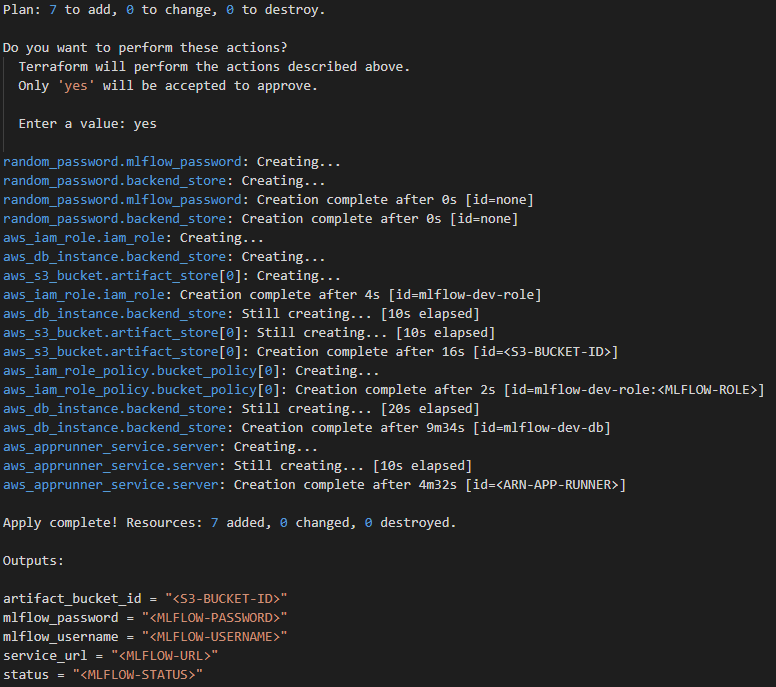 Plan: 7 to add, 0 to change, 0 to destroy.
Do you want to perform these actions?
Terraform will perform the actions described above.
Only 'yes' will be accepted to approve.
Enter a value: yes
random_password.mlflow_password: Creating...
random_password.backend_store: Creating...
random_password.mlflow_password: Creation complete after 0s [id=none]
random_password.backend_store: Creation complete after 0s [id=none]
aws_iam_role.iam_role: Creating...
aws_db_instance.backend_store: Creating...
aws_s3_bucket.artifact_store[0]: Creating...
aws_iam_role.iam_role: Creation complete after 4s [id=mlflow-dev-role]
aws_db_instance.backend_store: Still creating... [10s elapsed]
aws_s3_bucket.artifact_store[0]: Still creating... [10s elapsed]
aws_s3_bucket.artifact_store[0]: Creation complete after 16s [id=<S3-BUCKET-ID>]
aws_iam_role_policy.bucket_policy[0]: Creating...
aws_iam_role_policy.bucket_policy[0]: Creation complete after 2s [id=mlflow-dev-role:<MLFLOW-ROLE>]
aws_db_instance.backend_store: Still creating... [20s elapsed]
aws_db_instance.backend_store: Creation complete after 9m34s [id=mlflow-dev-db]
aws_apprunner_service.server: Creating...
aws_apprunner_service.server: Still creating... [10s elapsed]
aws_apprunner_service.server: Creation complete after 4m32s [id=<ARN-APP-RUNNER>]
Apply complete! Resources: 7 added, 0 changed, 0 destroyed.
Outputs:
artifact_bucket_id = "<S3-BUCKET-ID>"
mlflow_password = "<MLFLOW-PASSWORD>"
mlflow_username = "<MLFLOW-USERNAME>"
service_url = "<MLFLOW-URL>"
status = "<MLFLOW-STATUS>"